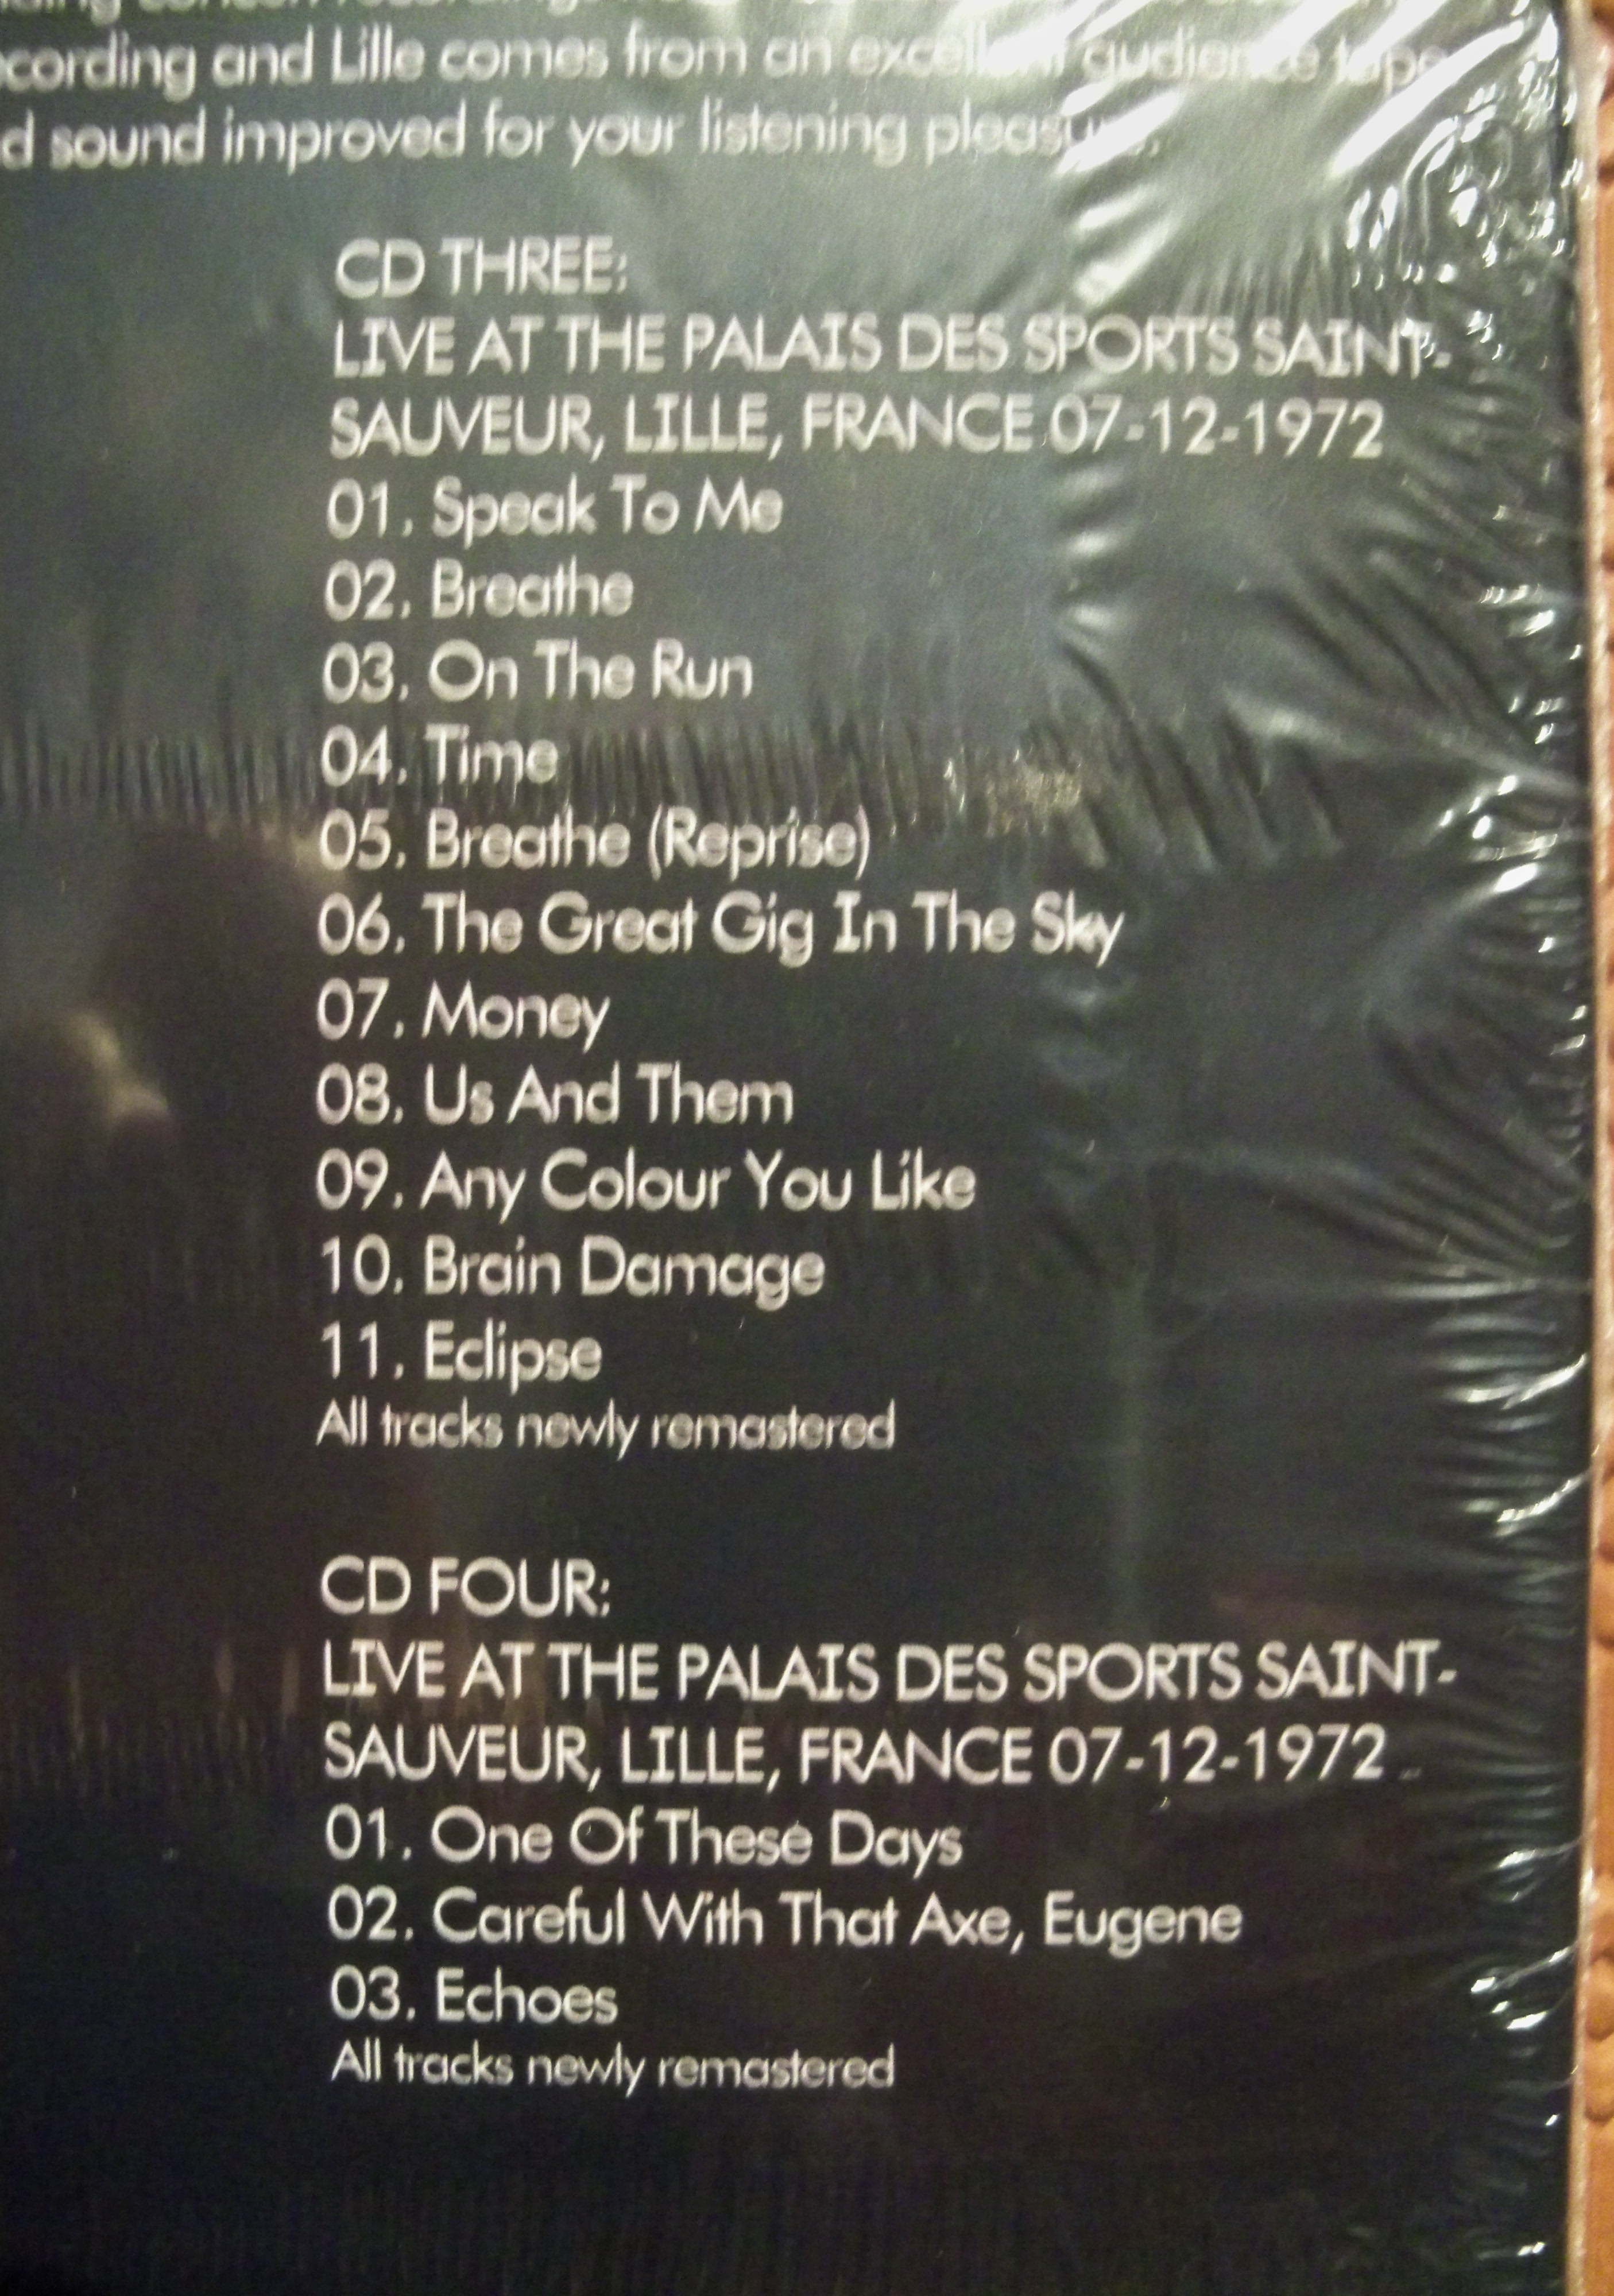 cording and Lille comes from an excellent audience tape
d sound improved for your listening pleasure.
CD THREE:
LIVE AT THE PALAIS DES SPORTS SAINT-
SAUVEUR, LILLE, FRANCE 07-12-1972
01. Speak To Me
02. Breathe
03. On The Run
04. Time
05. Breathe (Reprise)
06. The Great Gig In The Sky
07. Money
08. Us And Them
09. Any Colour You Like
10. Brain Damage
11. Eclipse
All tracks newly remastered
CD FOUR:
LIVE AT THE PALAIS DES SPORTS SAINT-
SAUVEUR, LILLE, FRANCE 07-12-1972
01. One Of These Days
02. Careful With That Axe, Eugene
03. Echoes
All tracks newly remastered